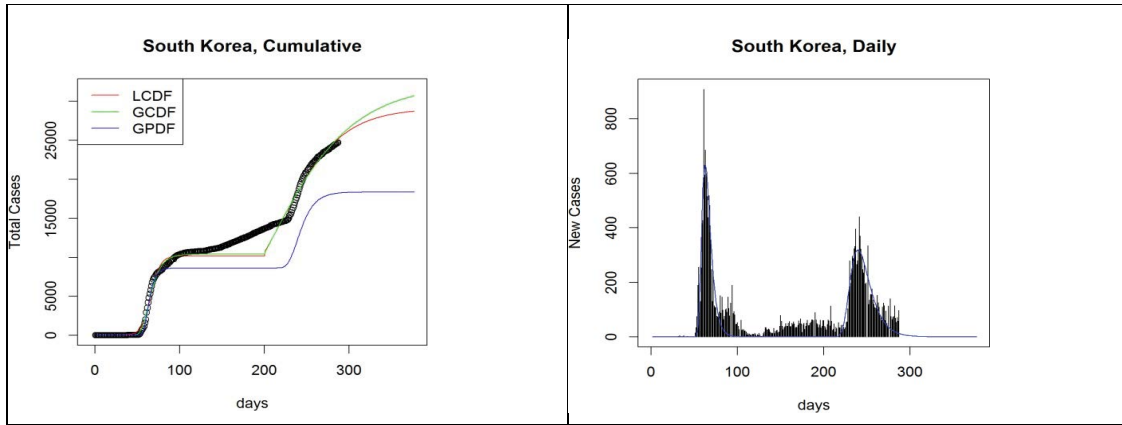 South Korea, Cumulative
LCDF
GCDF
GPDF
Total Cases
0 5000 15000 25000
0 100 200 300
days
South Korea, Daily
New Cases
0 200 400 600 800
0 100 200 300
days